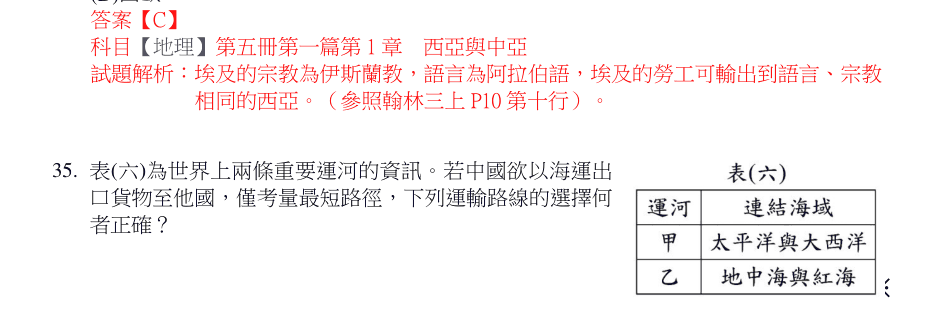 答案【C】
科目【地理】第五冊第一篇第 1 章　西亞與中亞
試題解析：埃及的宗教為伊斯蘭教，語言為阿拉伯語，埃及的勞工可輸出到語言、宗教
相同的西亞。（參照翰林三上 P10 第十行）。
35. 表(六)為世界上兩條重要運河的資訊。若中國欲以海運出
口貨物至他國，僅考量最短路徑，下列運輸路線的選擇何
者正確？
表(六)
運河 連結海域
甲 太平洋與大西洋
乙 地中海與紅海